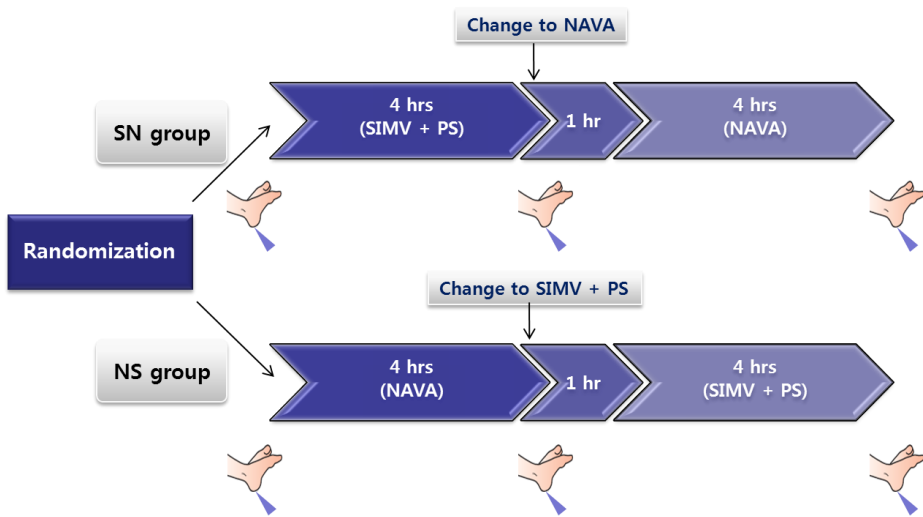 Change to NAVA
SN group
4 hrs
(SIMV + PS)
1 hr
4 hrs
(NAVA)
Randomization
Change to SIMV + PS
NS group
4 hrs
(NAVA)
1 hr
4 hrs
(SIMV + PS)